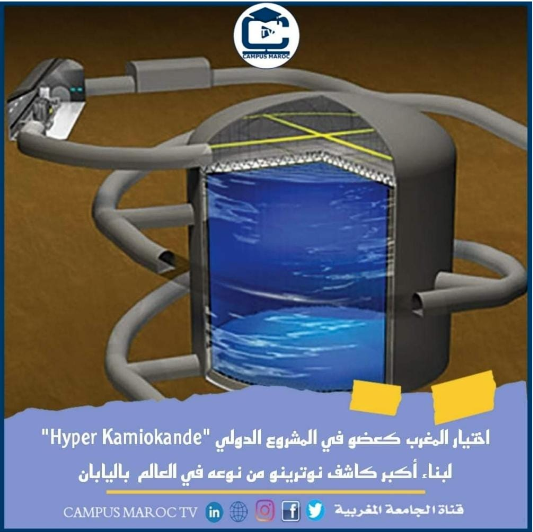 CAMPUS MAROC
اختيار المغرب كعضو في المشروع الدولي "Hyper Kamiokande"
لبناء أكبر كاشف نوترينو من نوعه في العالم باليابان
CAMPUS MAROC TV قناة الجامعة المغربية